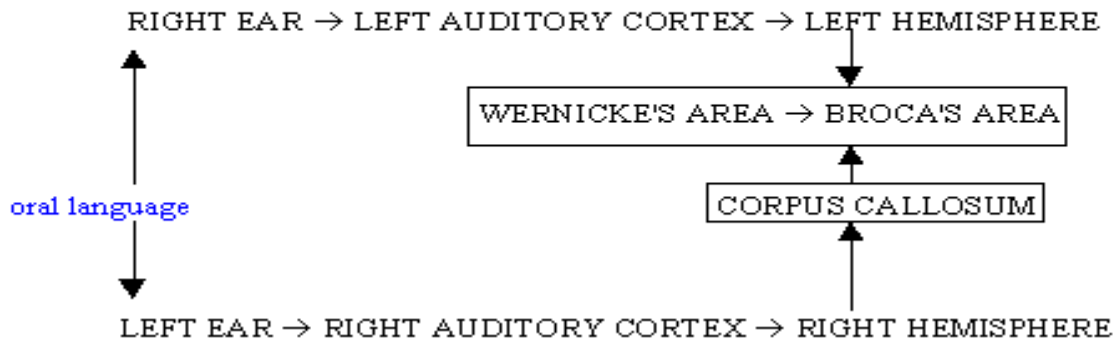 RIGHT EAR → LEFT AUDITORY CORTEX → LEFT HEMISPHERE
WERNICKE'S AREA → BROCA'S AREA
oral language
CORPUS CALLOSUM
LEFT EAR → RIGHT AUDITORY CORTEX → RIGHT HEMISPHERE